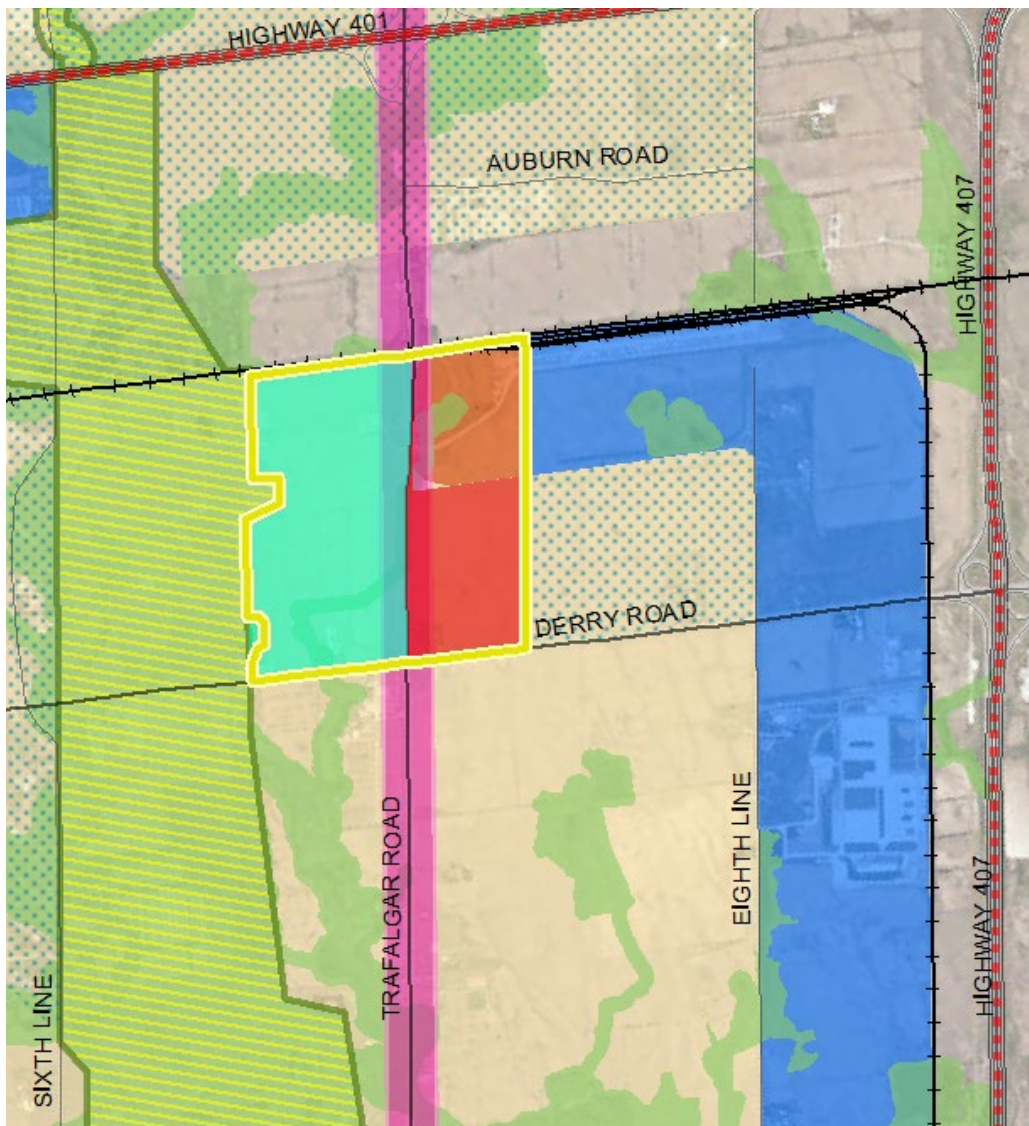 HIGHWAY 401
AUBURN ROAD
HIGHWAY 407
DERRY ROAD
TRAFALGAR ROAD
EIGHTH LINE
HIGHWAY 407
SIXTH LINE